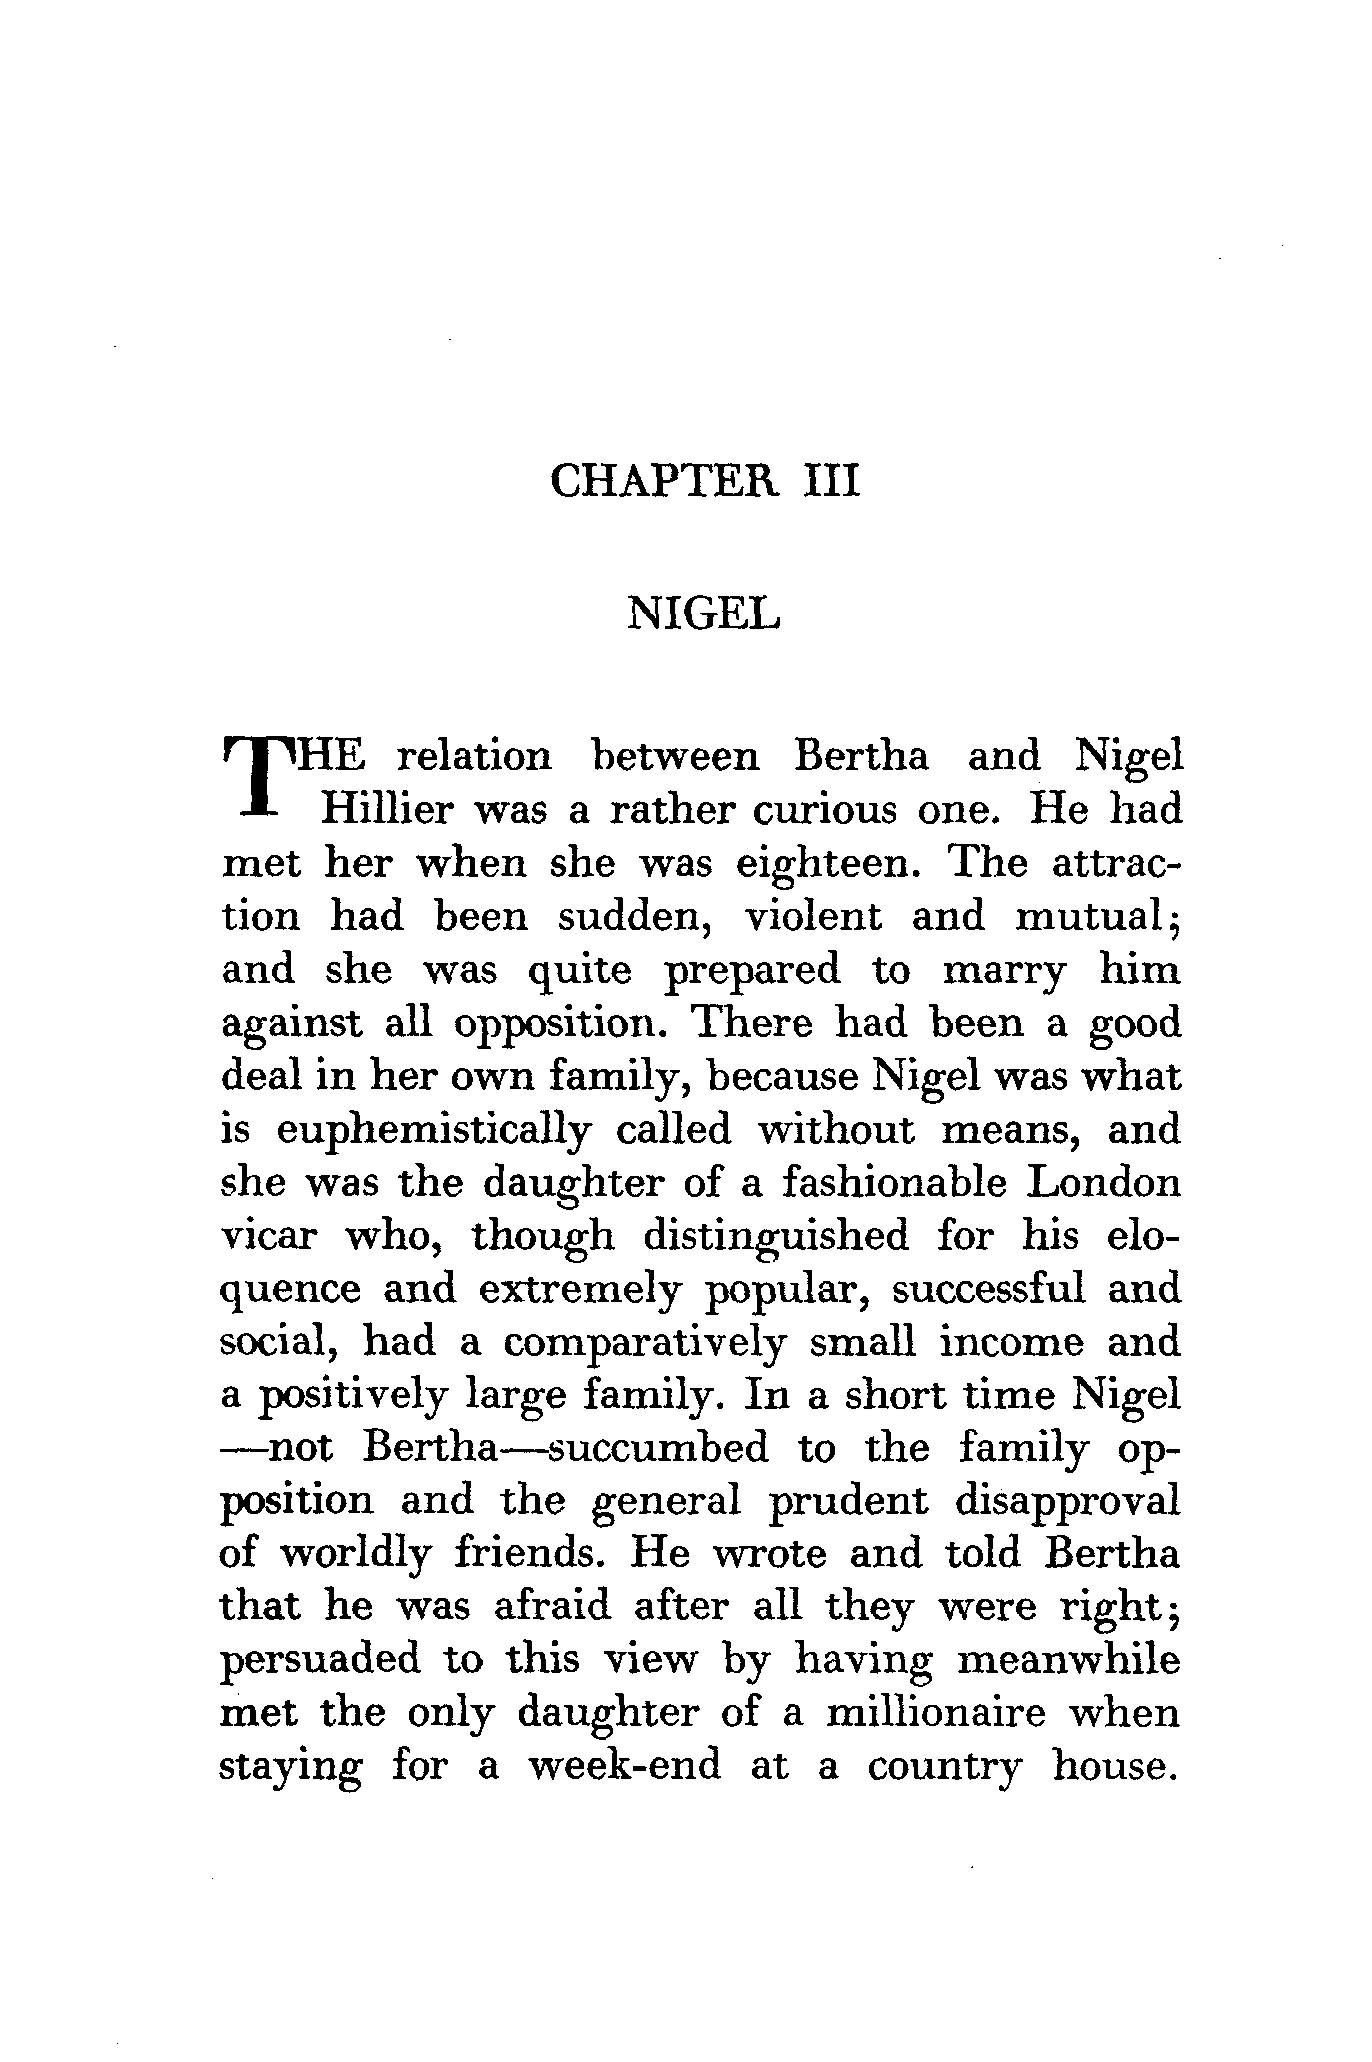 CHAPTER III
NIGEL
THE relation between Bertha and Nigel
Hillier was a rather curious one. He had
met her when she was eighteen. The attrac-
tion had been sudden, violent and mutual;
and she was quite prepared to marry him
against all opposition. There had been a good
deal in her own family, because Nigel was what
is euphemistically called without means, and
she was the daughter of a fashionable London
vicar who, though distinguished for his elo-
quence and extremely popular, successful and
social, had a comparatively small income and
a positively large family. In a short time Nigel
—not Bertha—succumbed to the family op-
position and the general prudent disapproval
of worldly friends. He wrote and told Bertha
that he was afraid after all they were right;
persuaded to this view by having meanwhile
met the only daughter of a millionaire when
staying for a week-end at a country house.